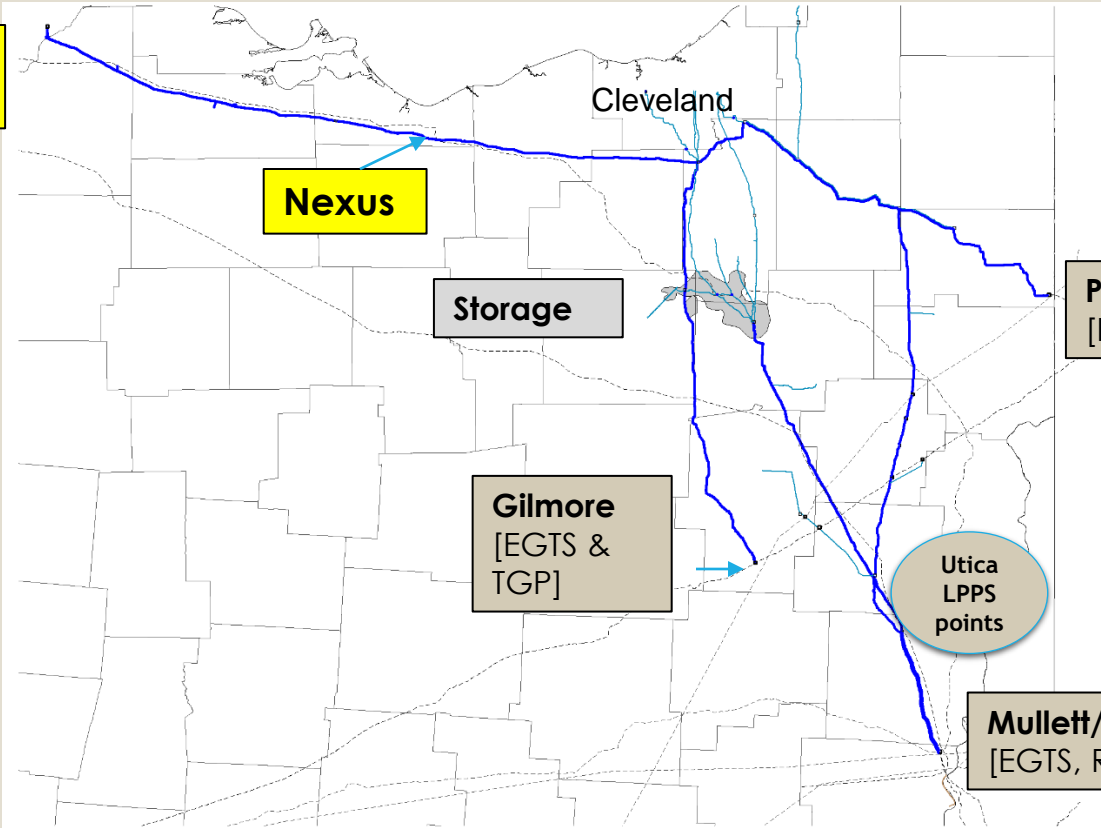 Cleveland
Nexus
Storage
P
[
Gilmore
[EGTS &
TGP]
Utica
LPPS
points
Mullett/
[EGTS, R